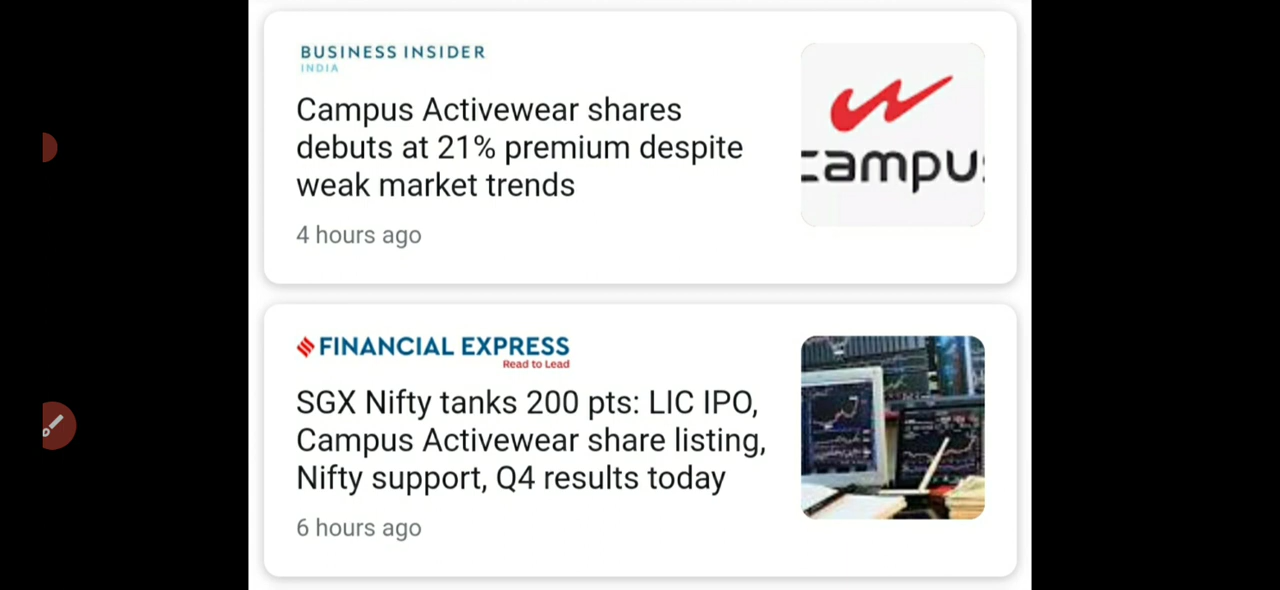 BUSINESS INSIDER
INDIA
Campus Activewear shares
debuts at 21% premium despite
weak market trends
4 hours ago
campus
FINANCIAL EXPRESS
Read to Lead
SGX Nifty tanks 200 pts: LIC IPO,
Campus Activewear share listing,
Nifty support, Q4 results today
6 hours ago